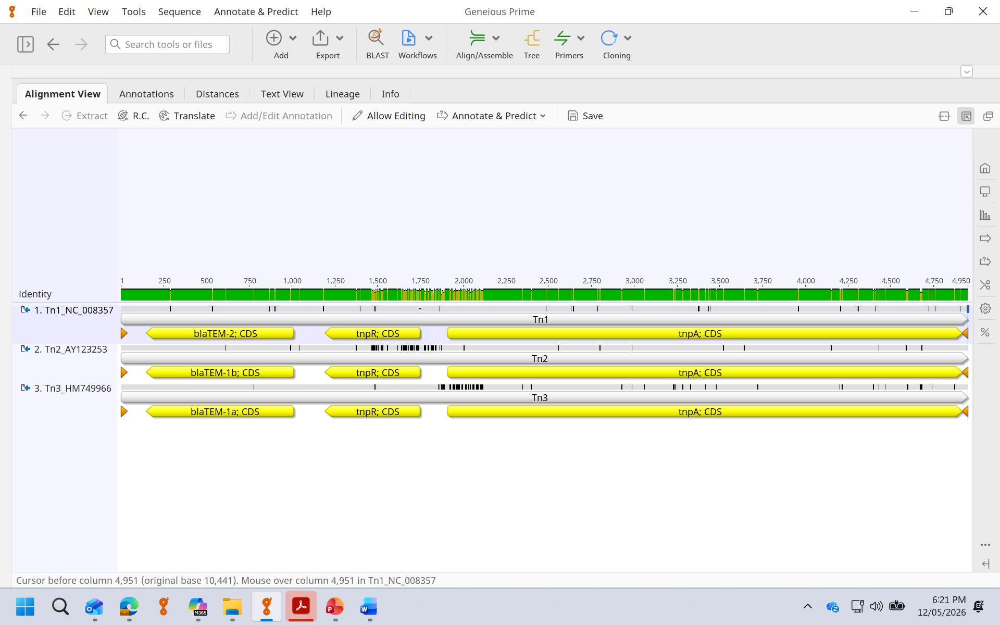 File Edit View Tools Sequence Annotate & Predict Help
Geneious Prime
Search tools or files
Add Export BLAST Workflows Align/Assemble Tree Primers Cloning
Alignment View Annotations Distances Text View Lineage Info
Extract R.C. Translate Add/Edit Annotation Allow Editing Annotate & Predict Save
1 250 500 750 1,000 1,250 1,500 1,750 2,000 2,250 2,500 2,750 3,000 3,250 3,500 3,750 4,000 4,250 4,500 4,750 4,950
Identity
1. Tn1_NC_008357
Tn1
blaTEM-2; CDS tnpR; CDS tnpA; CDS
2. Tn2_AY123253
Tn2
blaTEM-1b; CDS tnpR; CDS tnpA; CDS
3. Tn3_HM749966
Tn3
blaTEM-1a; CDS tnpR; CDS tnpA; CDS
Cursor before column 4,951 (original base 10,441). Mouse over column 4,951 in Tn1_NC_008357
M365
6:21 PM
12/05/2026